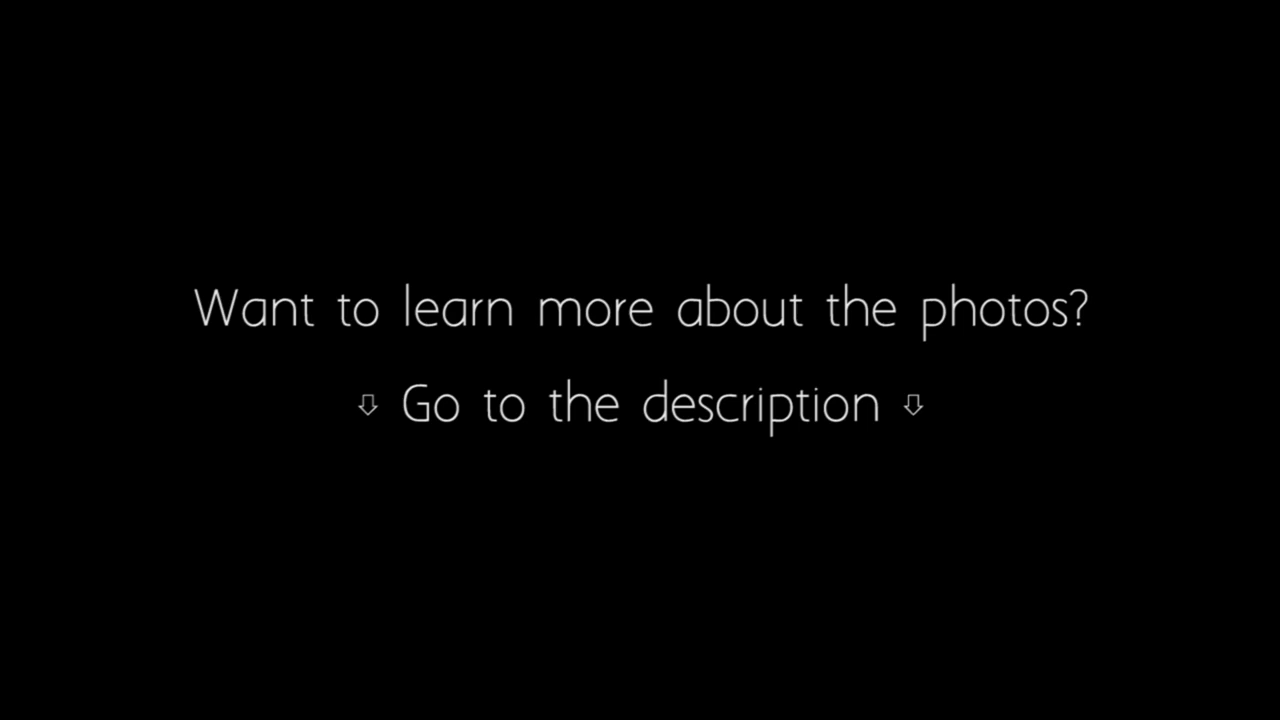 Want to learn more about the photos?
⇩ Go to the description ⇩